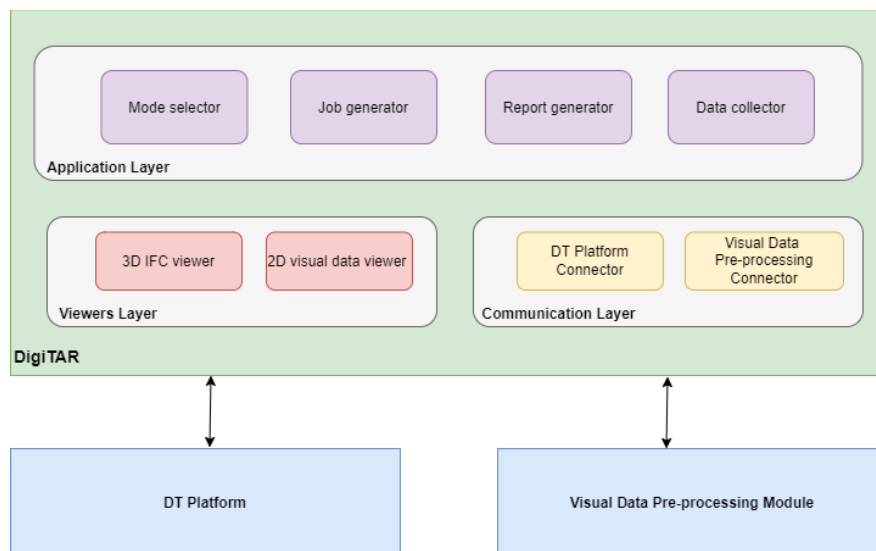 Mode selector
Job generator
Report generator
Data collector
Application Layer
3D IFC viewer
2D visual data viewer
Viewers Layer
DT Platform
Connector
Visual Data
Pre-processing
Connector
Communication Layer
DigiTAR
DT Platform
Visual Data Pre-processing Module